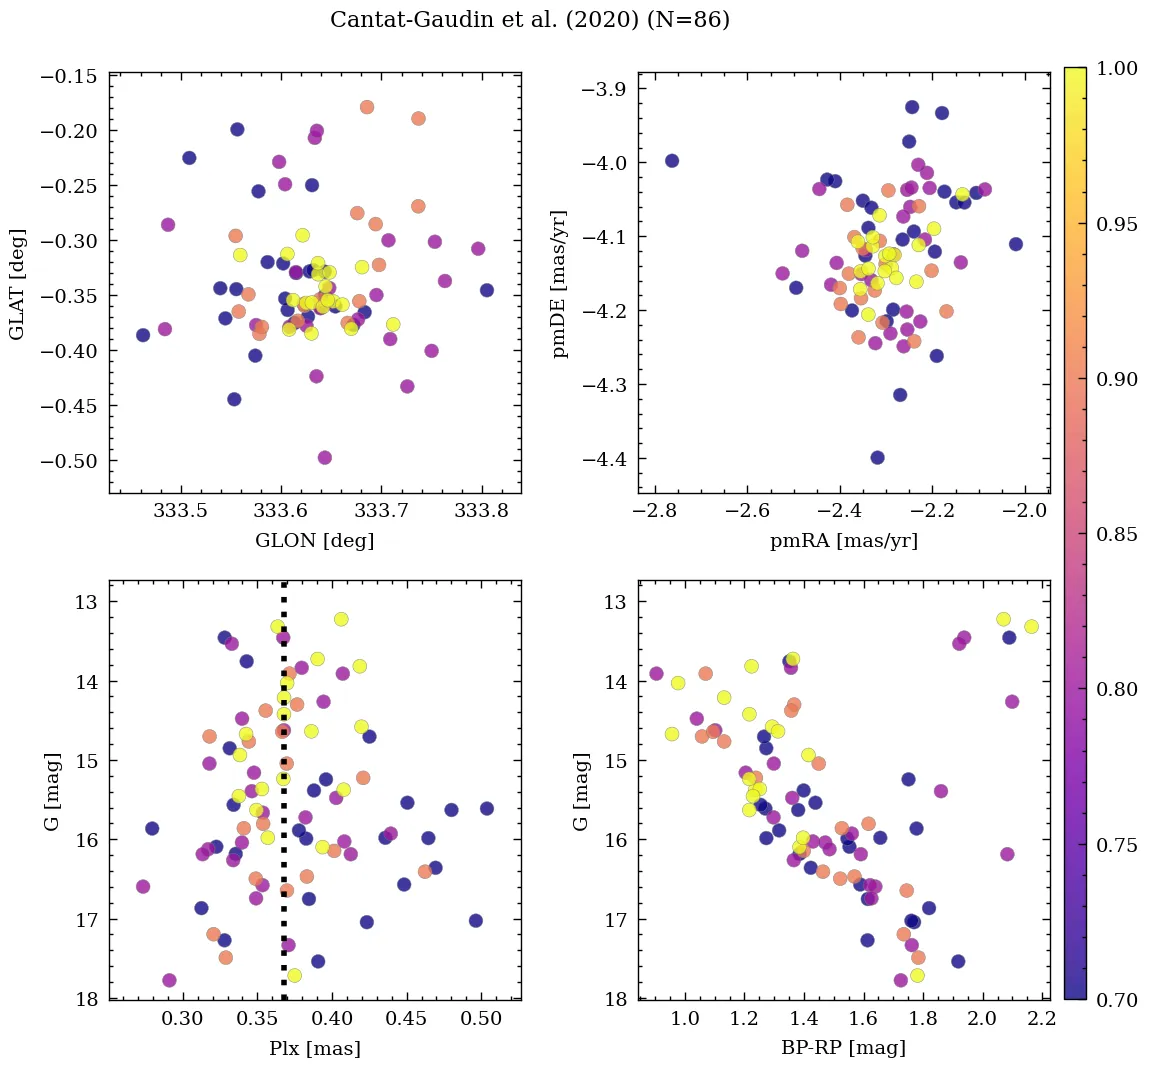 Cantat-Gaudin et al. (2020) (N=86)
−0.15
−0.20
−0.25
−0.30
−0.35
−0.40
−0.45
−0.50
GLAT [deg]
333.5 333.6 333.7 333.8
GLON [deg]
−3.9
−4.0
−4.1
−4.2
−4.3
−4.4
pmDE [mas/yr]
−2.8 −2.6 −2.4 −2.2 −2.0
pmRA [mas/yr]
1.00
0.95
0.90
0.85
0.80
0.75
0.70
13
14
15
16
17
18
G [mag]
0.30 0.35 0.40 0.45 0.50
Plx [mas]
13
14
15
16
17
18
G [mag]
1.0 1.2 1.4 1.6 1.8 2.0 2.2
BP-RP [mag]